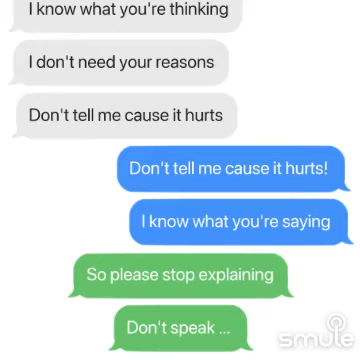 I know what you're thinking
I don't need your reasons
Don't tell me cause it hurts
Don't tell me cause it hurts!
I know what you're saying
So please stop explaining
Don't speak ...
smule